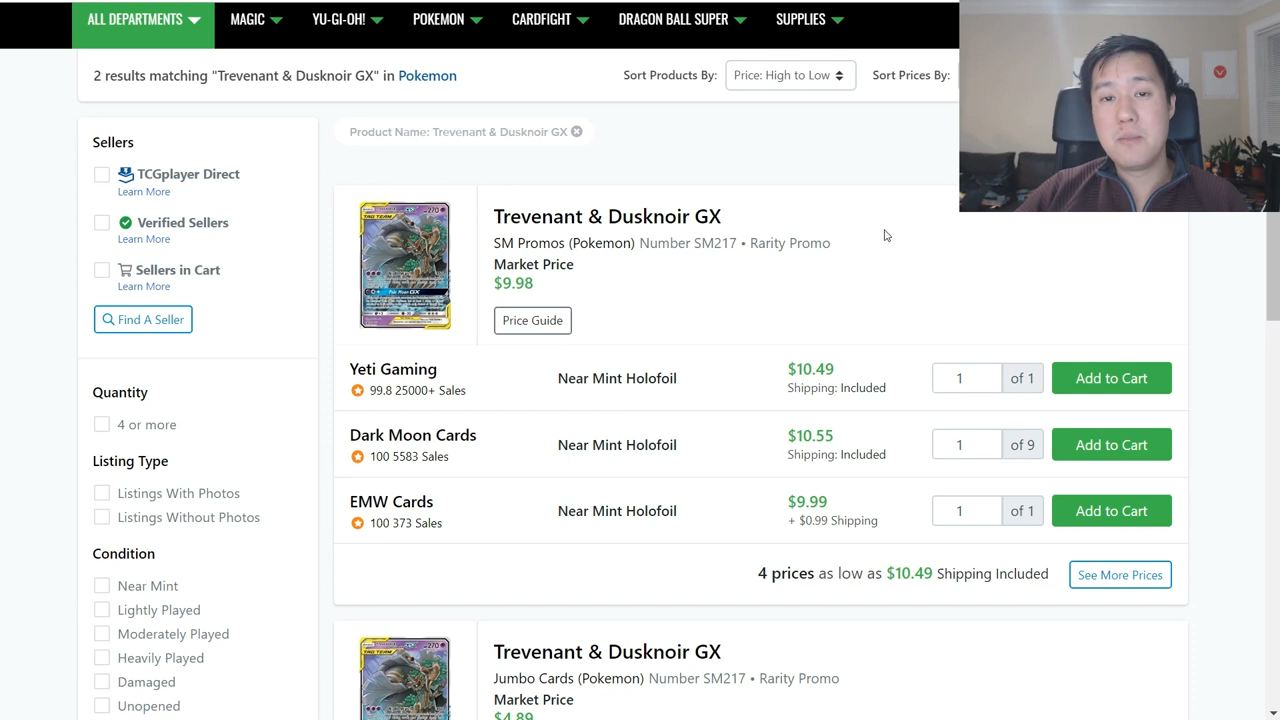 ALL DEPARTMENTS MAGIC YU-GI-OH! POKEMON CARDFIGHT DRAGON BALL SUPER SUPPLIES
2 results matching "Trevenant & Dusknoir GX" in Pokemon
Sort Products By: Price: High to Low Sort Prices By:
Product Name: Trevenant & Dusknoir GX
Sellers
TCGplayer Direct
Learn More
Verified Sellers
Learn More
Sellers in Cart
Learn More
Find A Seller
Quantity
4 or more
Listing Type
Listings With Photos
Listings Without Photos
Condition
Near Mint
Lightly Played
Moderately Played
Heavily Played
Damaged
Unopened
Trevenant & Dusknoir GX
SM Promos (Pokemon) Number SM217 • Rarity Promo
Market Price
$9.98
Price Guide
Yeti Gaming
99.8 25000+ Sales
Near Mint Holofoil
$10.49
Shipping: Included
1 of 1
Add to Cart
Dark Moon Cards
100 5583 Sales
Near Mint Holofoil
$10.55
Shipping: Included
1 of 9
Add to Cart
EMW Cards
100 373 Sales
Near Mint Holofoil
$9.99
+ $0.99 Shipping
1 of 1
Add to Cart
4 prices as low as $10.49 Shipping Included
See More Prices
Trevenant & Dusknoir GX
Jumbo Cards (Pokemon) Number SM217 • Rarity Promo
Market Price
$4.89